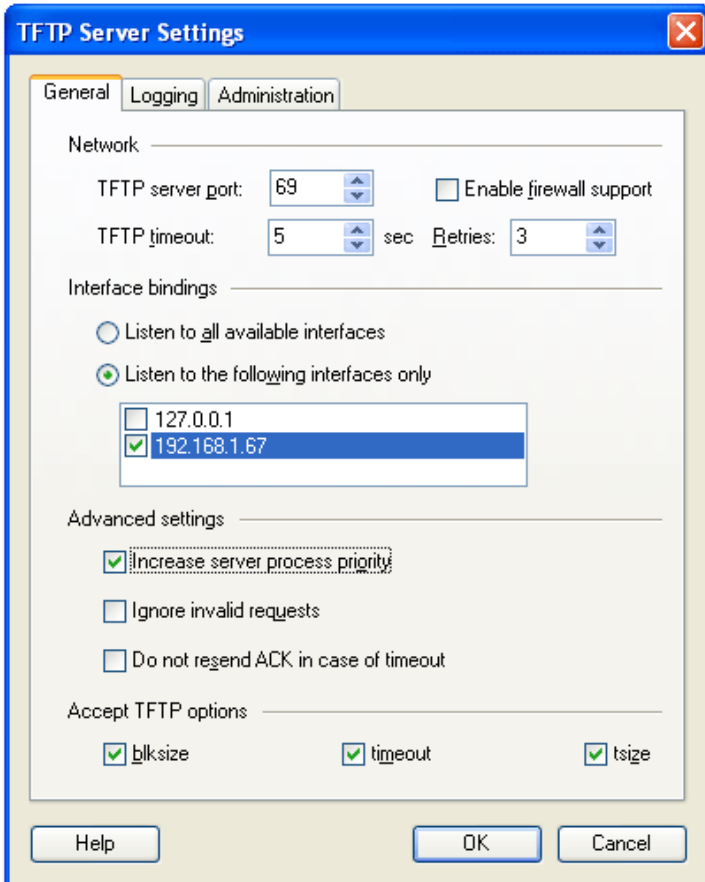 TFTP Server Settings
General Logging Administration
Network
TFTP server port: 69 Enable firewall support
TFTP timeout: 5 sec Retries: 3
Interface bindings
Listen to all available interfaces
Listen to the following interfaces only
127.0.0.1
192.168.1.67
Advanced settings
Increase server process priority
Ignore invalid requests
Do not resend ACK in case of timeout
Accept TFTP options
blksize timeout tsize
Help OK Cancel